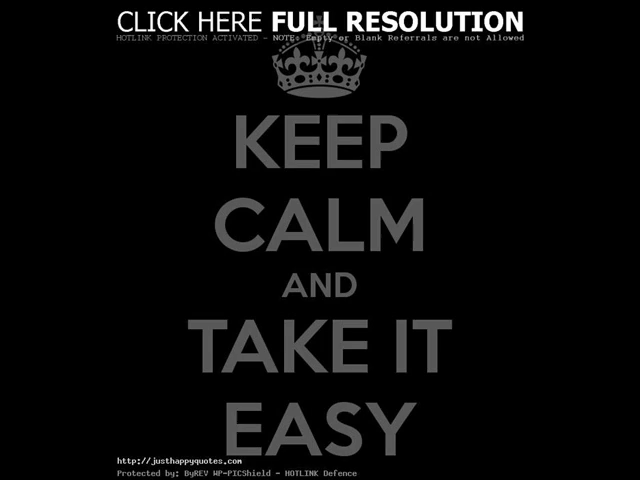 CLICK HERE FULL RESOLUTION
HOTLINK PROTECTION ACTIVATED - NOTE: Empty or Blank Referrals are not Allowed
KEEP
CALM
AND
TAKE IT
EASY
http://justhappyquotes.com
Protected by: ByREV WP-PICShield - HOTLINK Defence